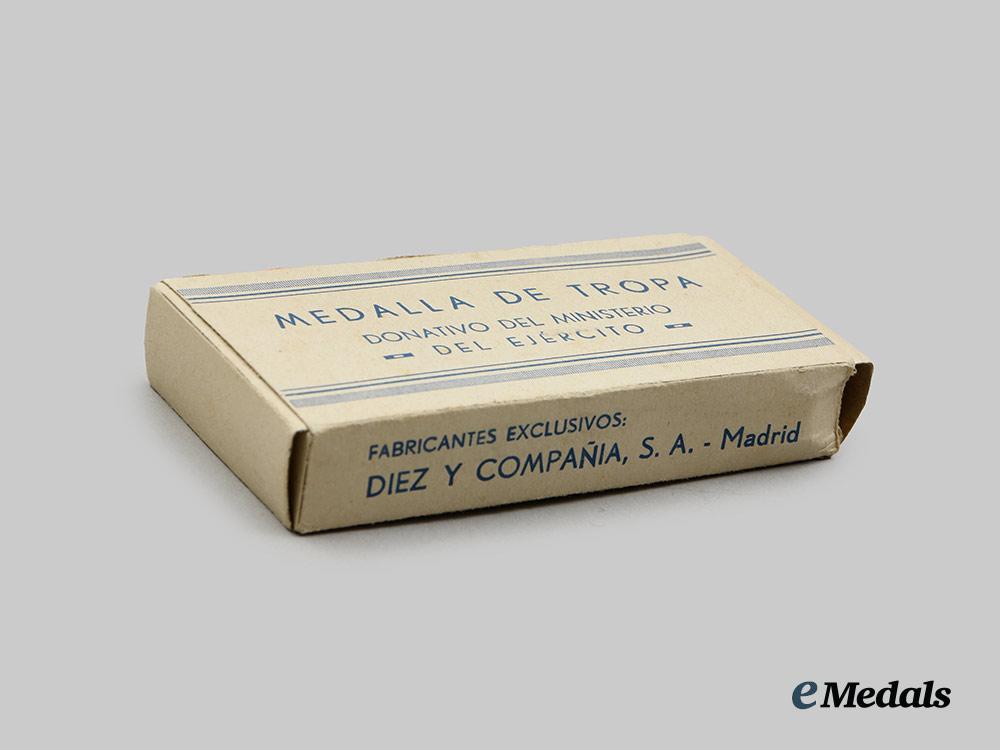 MEDALLA DE TROPA
DONATIVO DEL MINISTERIO
DEL EJÉRCITO
FABRICANTES EXCLUSIVOS:
DIEZ Y COMPAÑIA, S. A. - Madrid
eMedals